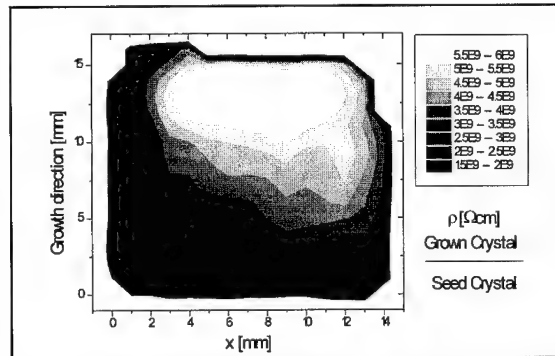 5.5E9 – 6E9
5E9 – 5.5E9
4.5E9 – 5E9
4E9 – 4.5E9
3.5E9 – 4E9
3E9 – 3.5E9
2.5E9 – 3E9
2E9 – 2.5E9
1.5E9 – 2E9
ρ [Ωcm]
Grown Crystal
Seed Crystal
Growth direction [mm]
15
10
5
0
0 2 4 6 8 10 12 14
x [mm]